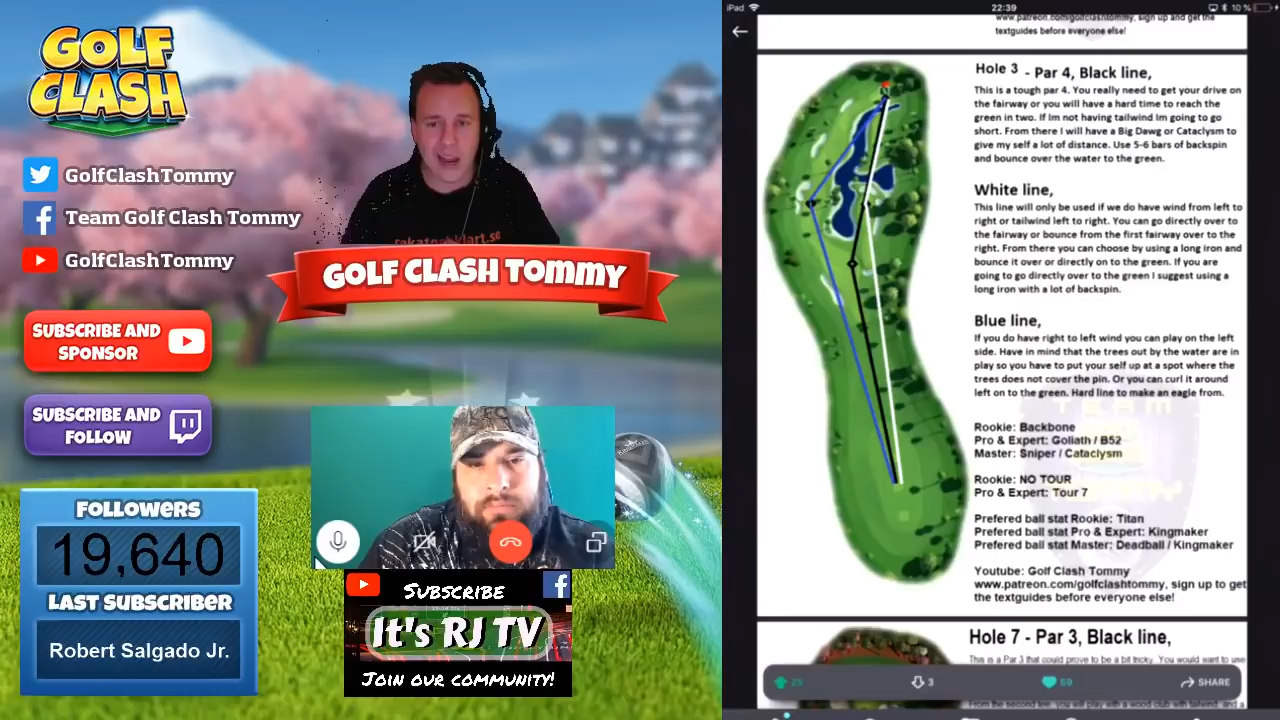 GOLF
CLASH
GolfClashTommy
Team Golf Clash Tommy
GolfClashTommy
SUBSCRIBE AND
SPONSOR
SUBSCRIBE AND
FOLLOW
FOLLOWERS
19,640
LAST SUBSCRIBER
Robert Salgado Jr.
GOLF CLASH TOMMY
SUBSCRIBE
It's RJ TV
JOIN OUR COMMUNITY!
iPad
22:39
10 %
www.patreon.com/golfclashtommy, sign up and get the
textguides before everyone else!
Hole 3 - Par 4, Black line,
This is a tough par 4. You really need to get your drive on
the fairway or you will have a hard time to reach the
green in two. If Im not having tailwind Im going to go
short. From there I will have a Big Dawg or Cataclysm to
give my self a lot of distance. Use 5-6 bars of backspin
and bounce over the water to the green.
White line,
This line will only be used if we do have wind from left to
right or tailwind left to right. You can go directly over to
the fairway or bounce from the first fairway over to the
right. From there you can choose by using a long iron and
bounce it over or directly on to the green. If you are
going to go directly over to the green I suggest using a
long iron with a lot of backspin.
Blue line,
If you do have right to left wind you can play on the left
side. Have in mind that the trees out by the water are in
play so you have to put your self up at a spot where the
trees does not cover the pin. Or you can curl it around
left on to the green. Hard line to make an eagle from.
Rookie: Backbone
Pro & Expert: Goliath / B52
Master: Sniper / Cataclysm
Rookie: NO TOUR
Pro & Expert: Tour 7
Prefered ball stat Rookie: Titan
Prefered ball stat Pro & Expert: Kingmaker
Prefered ball stat Master: Deadball / Kingmaker
Youtube: Golf Clash Tommy
www.patreon.com/golfclashtommy, sign up to get
the textguides before everyone else!
Hole 7 - Par 3, Black line,
This is a Par 3 that could prove to be a bit tricky. You would want to use
23
3
59
SHARE